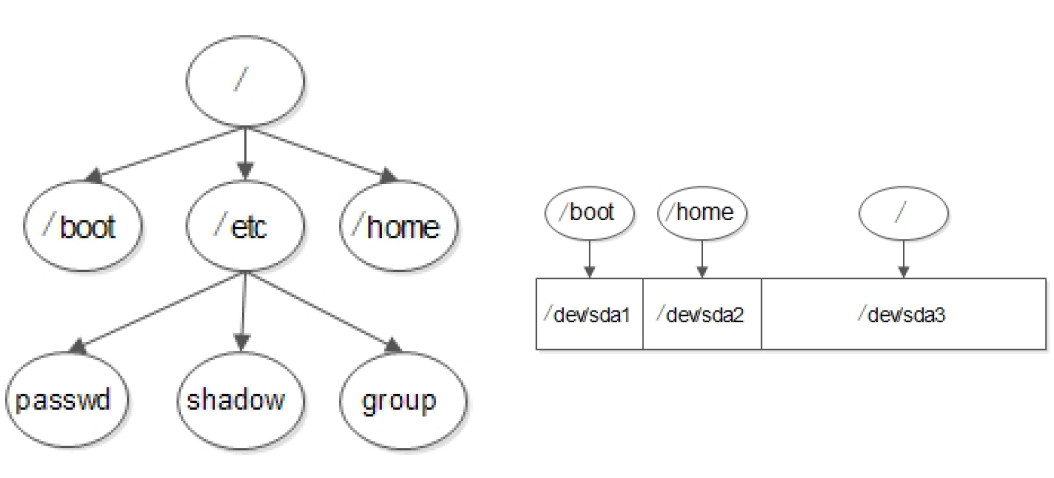 /
/boot
/etc
/home
passwd
shadow
group
/boot
/home
/
/dev/sda1
/dev/sda2
/dev/sda3